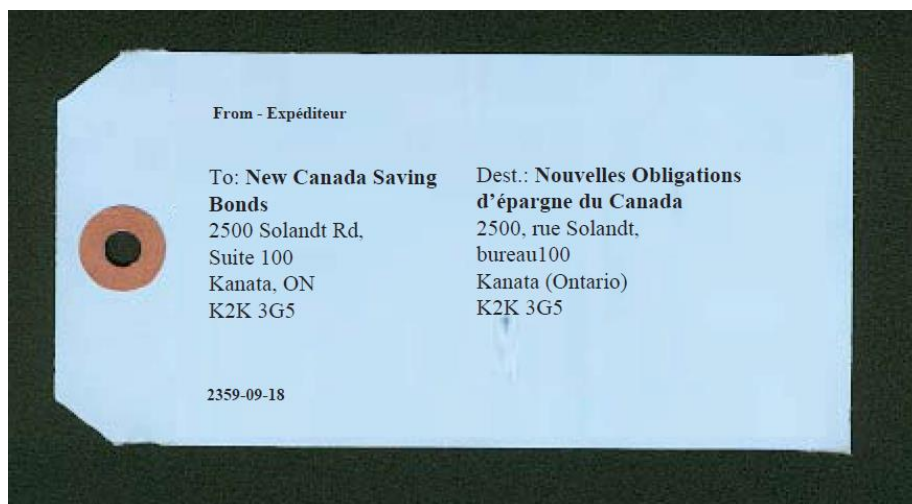 From - Expéditeur
To: New Canada Saving
Bonds
2500 Solandt Rd,
Suite 100
Kanata, ON
K2K 3G5
Dest.: Nouvelles Obligations
d'épargne du Canada
2500, rue Solandt,
bureau100
Kanata (Ontario)
K2K 3G5
2359-09-18